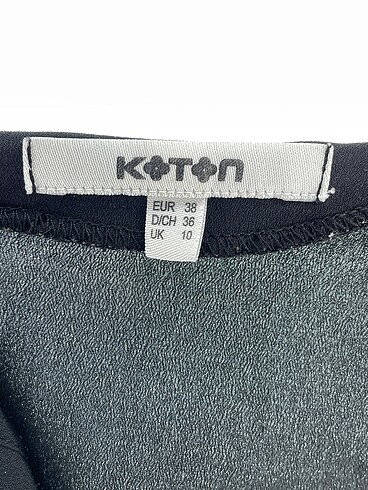 KOTON
EUR 38
D/CH 36
UK 10